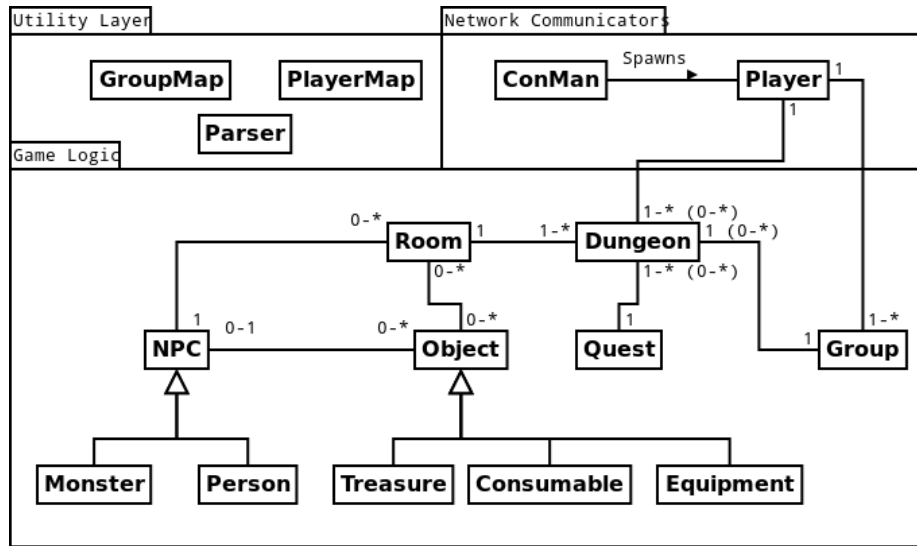 Utility Layer
Network Communicators
GroupMap
PlayerMap
Parser
ConMan
Spawns
Player
1
1
Game Logic
0-*
Room
1
1-*
1-* (0-*)
Dungeon
1 (0-*)
0-*
1-* (0-*)
1
0-1
0-*
0-*
1
1
1-*
NPC
Object
Quest
Group
Monster
Person
Treasure
Consumable
Equipment